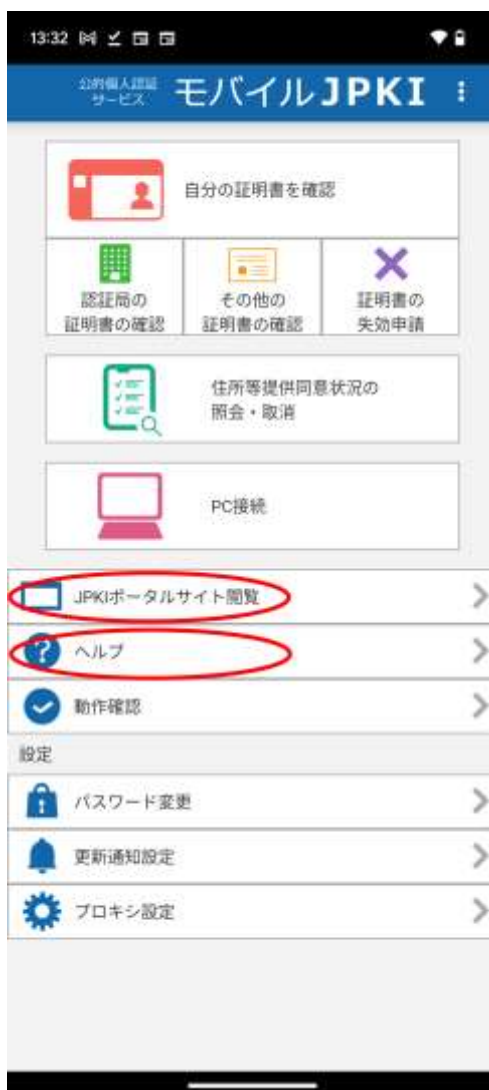 13:32
公的個人認証
サービス
モバイルJPKI
自分の証明書を確認
認証局の
証明書の確認
その他の
証明書の確認
証明書の
失効申請
住所等提供同意状況の
照会・取消
PC接続
JPKIポータルサイト閲覧
ヘルプ
動作確認
設定
パスワード変更
更新通知設定
プロキシ設定